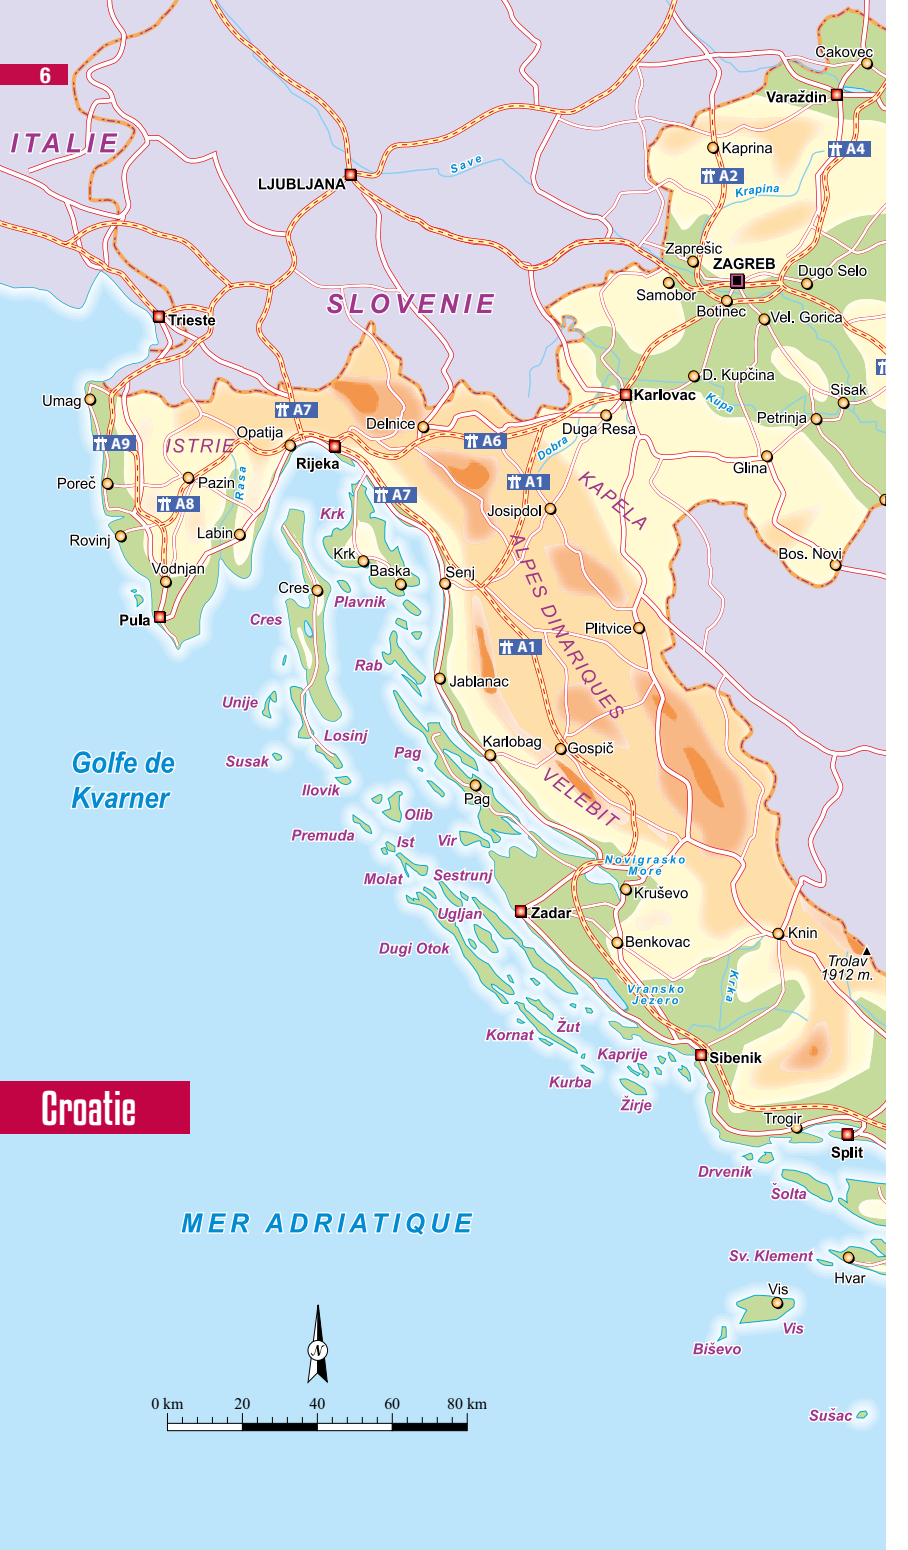 6
Cakovec
Varaždin
ITALIE
Kaprina
A4
A2
Save
Krapina
LJUBLJANA
Zaprešic
ZAGREB
Dugo Selo
Samobor
Botinec
Vel. Gorica
SLOVENIE
Trieste
D. Kupčina
Sisak
Umag
A7
Karlovac
Kupa
Petrinja
Delnice
Duga Resa
Opatija
A9
ISTRIE
A6
Dobra
Rijeka
Glina
Poreč
Pazin
Rasa
A1
KAPELA
A7
A8
Krk
Josipdol
Rovinj
Labin
Krk
Bos. Novi
Vodnjan
Baska
Senj
ALPES DINARIQUES
Cres
Plavnik
Pula
Cres
Plitvice
A1
Rab
Jablanac
Unije
Losinj
Karlobag
Gospič
Pag
Susak
Golfe de
Kvarner
Ilovik
Pag
VELEBIT
Olib
Premuda
Ist
Vir
Novigrasko
More
Molat
Sestrunj
Kruševo
Ugljan
Zadar
Knin
Dugi Otok
Benkovac
Trolav
1912 m.
Krka
Vransko
Jezero
Kornat
Žut
Kaprije
Sibenik
Kurba
Žirje
Croatie
Trogir
Split
Drvenik
Šolta
MER ADRIATIQUE
Sv. Klement
Hvar
Vis
Vis
Biševo
N
0 km 20 40 60 80 km
Sušac